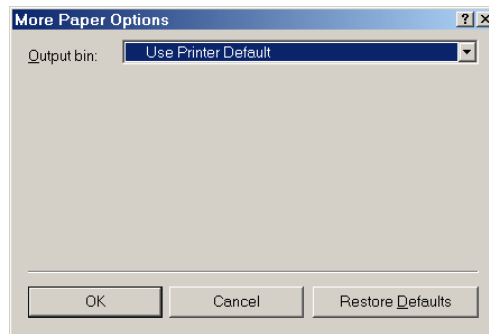 More Paper Options
Output bin: Use Printer Default
OK Cancel Restore Defaults